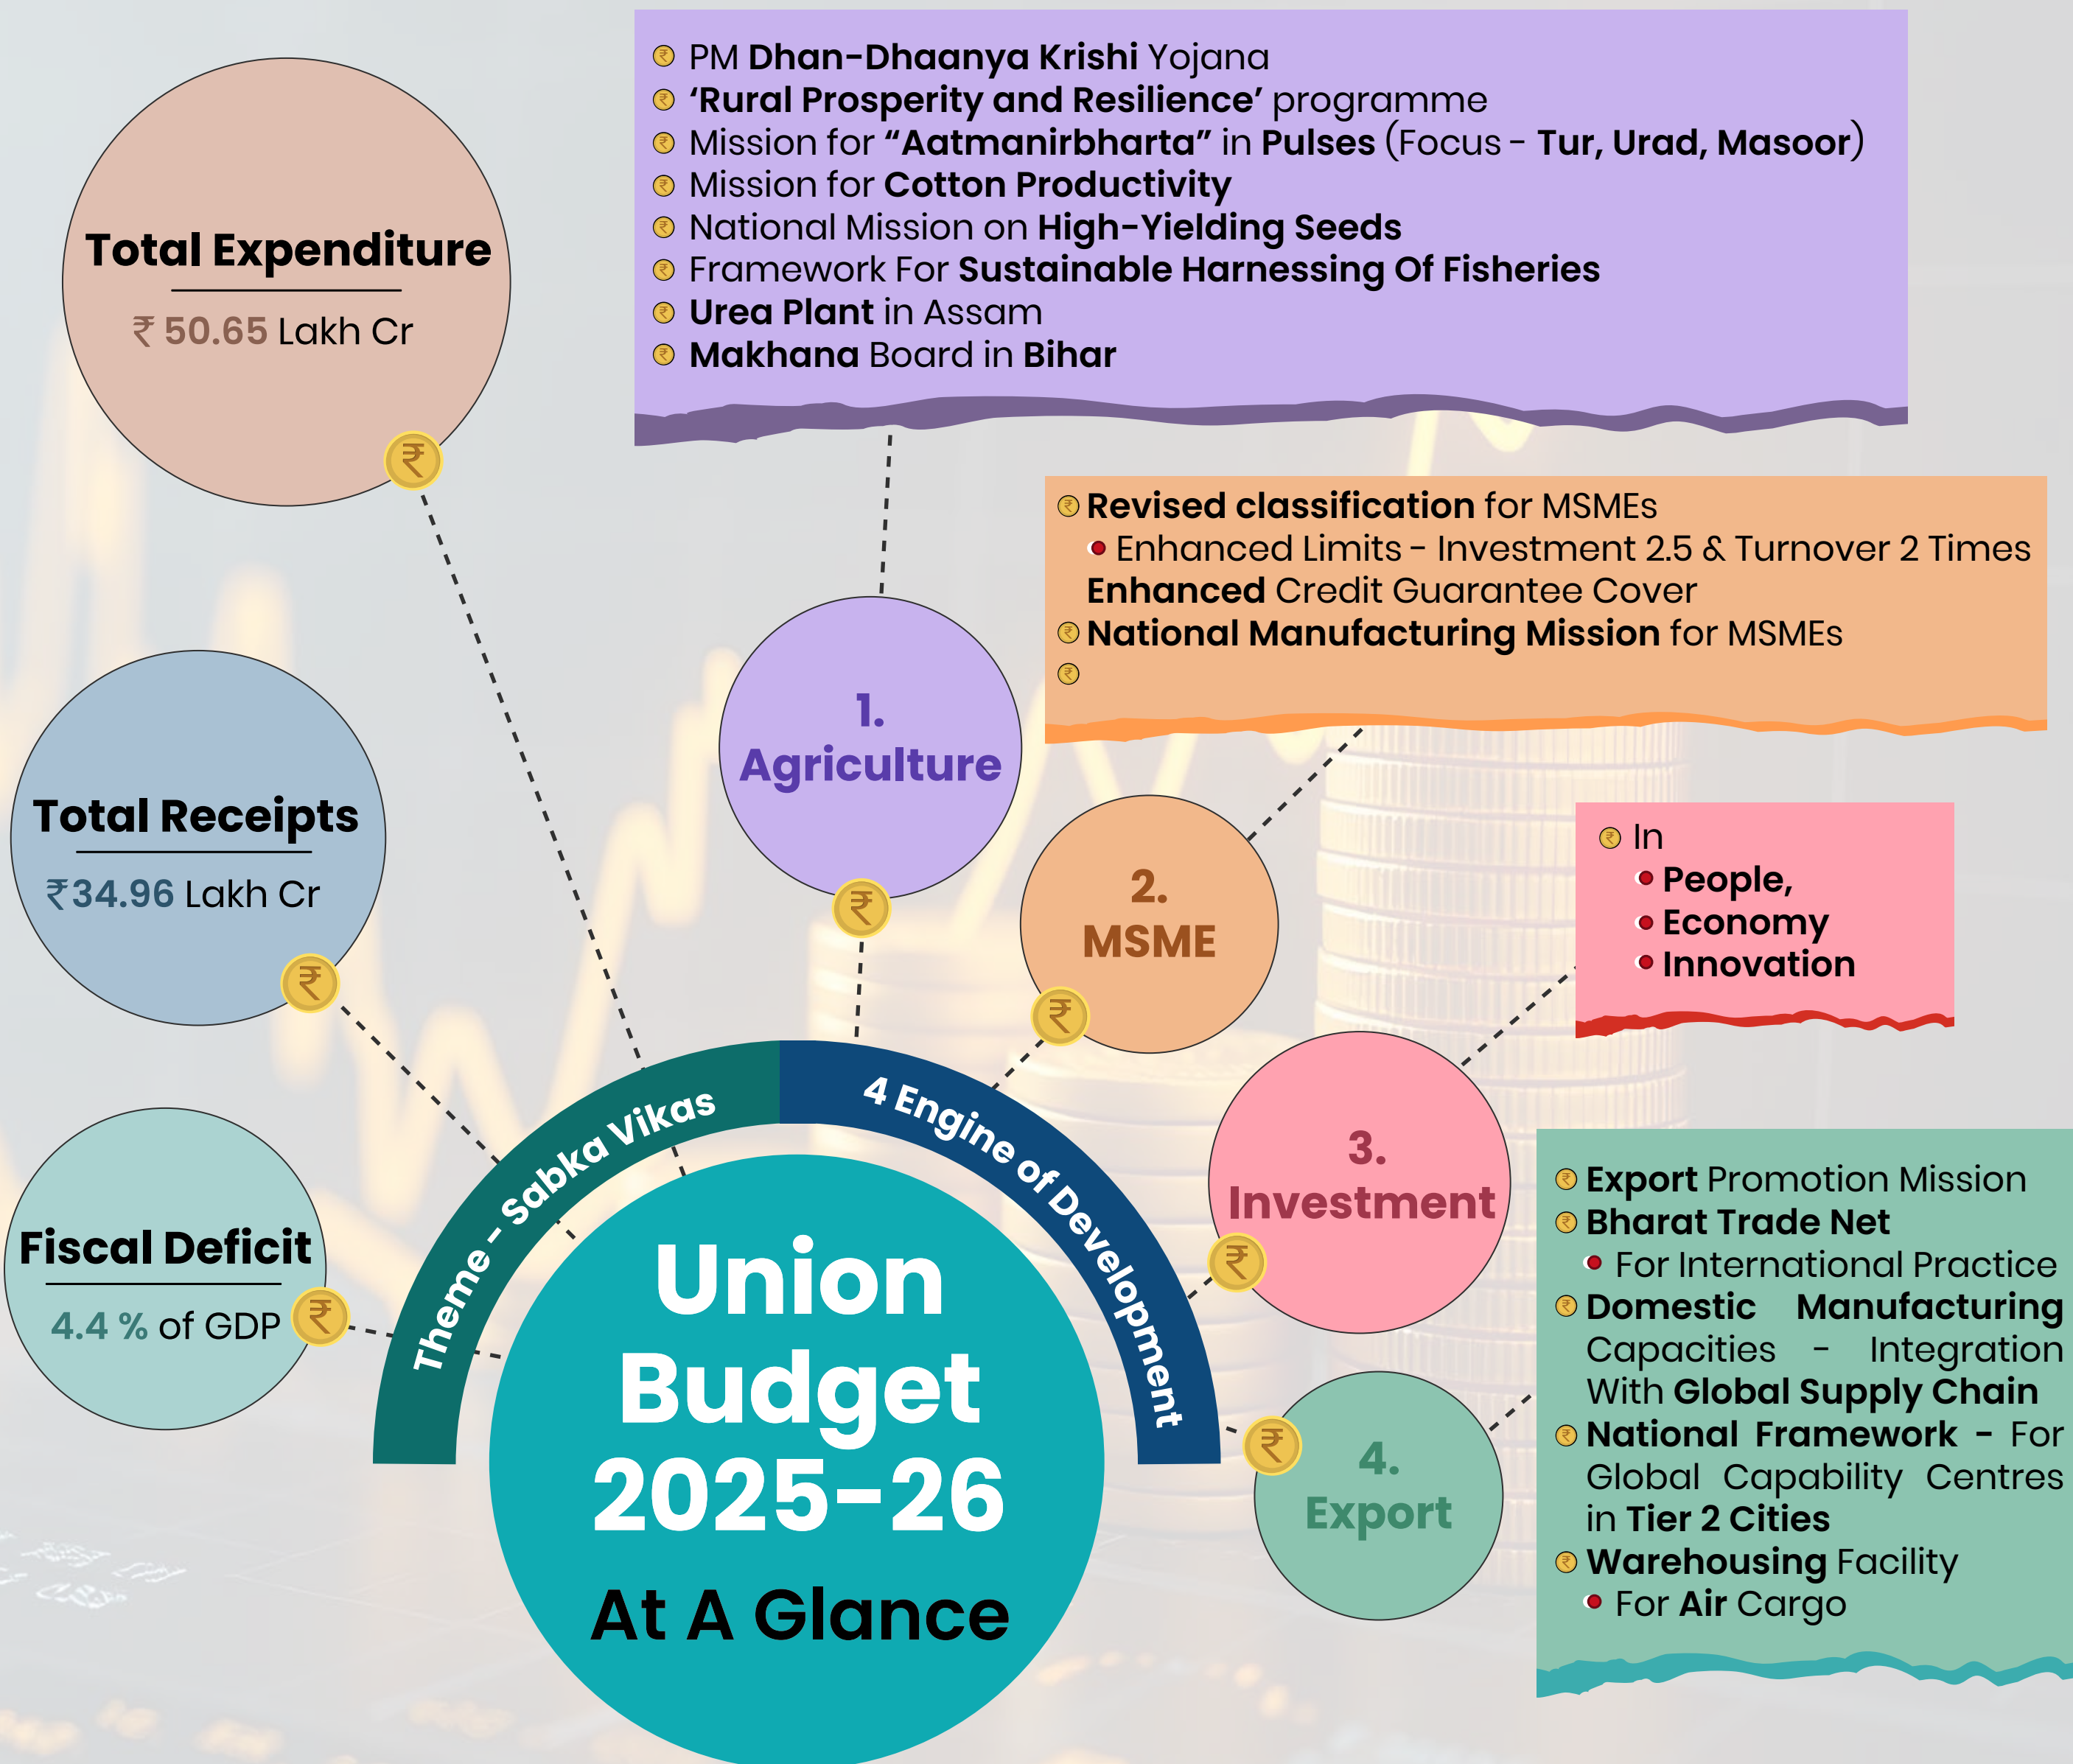 Total Expenditure
₹ 50.65 Lakh Cr
Total Receipts
₹34.96 Lakh Cr
Fiscal Deficit
4.4 % of GDP
PM Dhan-Dhaanya Krishi Yojana
‘Rural Prosperity and Resilience’ programme
Mission for “Aatmanirbharta” in Pulses (Focus - Tur, Urad, Masoor)
Mission for Cotton Productivity
National Mission on High-Yielding Seeds
Framework For Sustainable Harnessing Of Fisheries
Urea Plant in Assam
Makhana Board in Bihar
1.
Agriculture
Revised classification for MSMEs
Enhanced Limits - Investment 2.5 & Turnover 2 Times
Enhanced Credit Guarantee Cover
National Manufacturing Mission for MSMEs
2.
MSME
In
People,
Economy
Innovation
3.
Investment
Export Promotion Mission
Bharat Trade Net
For International Practice
Domestic Manufacturing
Capacities - Integration
With Global Supply Chain
National Framework - For
Global Capability Centres
in Tier 2 Cities
Warehousing Facility
For Air Cargo
4.
Export
Theme - Sabka Vikas
4 Engine of Development
Union
Budget
2025-26
At A Glance